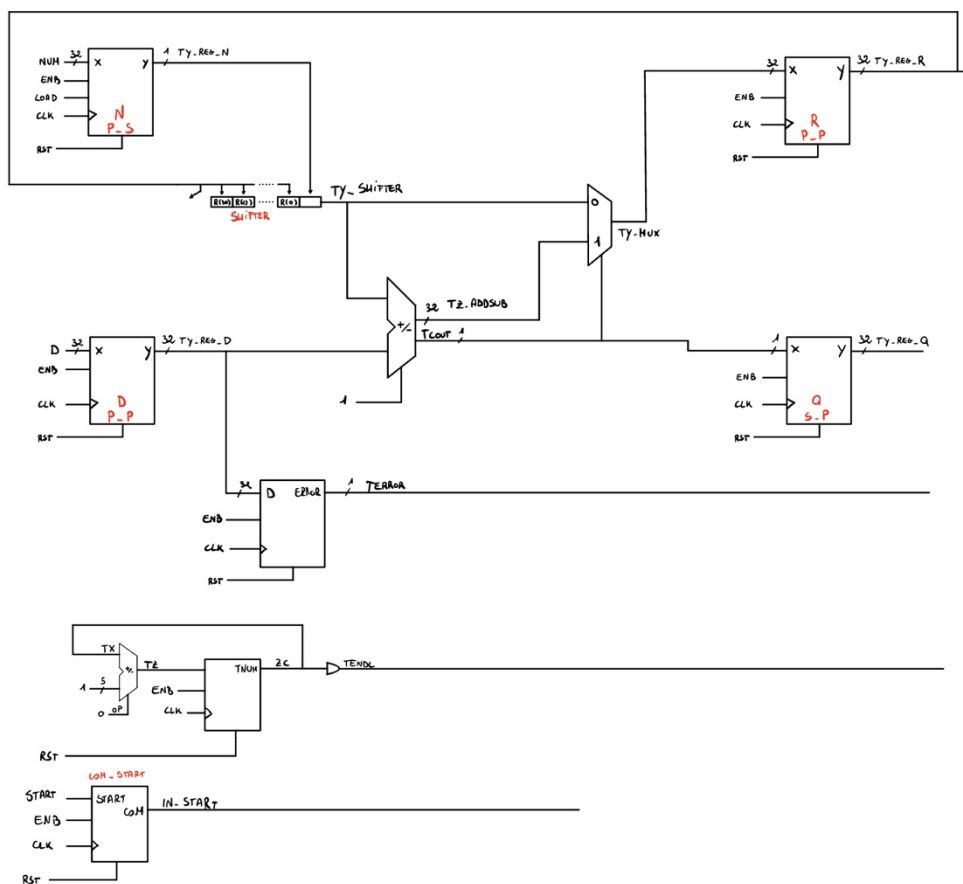 NUM 32 X Y 1 TY_REG_N
ENB
LOAD
CLK
N
P_S
RST
32 X Y 32 TY_REG_R
ENB
CLK
R
P_P
RST
R(0)
SHIFTER
TY_SHIFTER
0
1
TY_MUX
+/-
32 TZ_ADDSUB
TCOUT 1
1
D 32 X Y 32 TY_REG_D
ENB
CLK
D
P_P
RST
1 X Y 32 TY_REG_Q
ENB
CLK
Q
S_P
RST
32 D ERROR 1 TERROR
ENB
CLK
RST
TX
+/-
TZ
1 5
0 OP
TNUM ZC TENDL
ENB
CLK
RST
COM_START
START START COM IN_START
ENB
CLK
RST